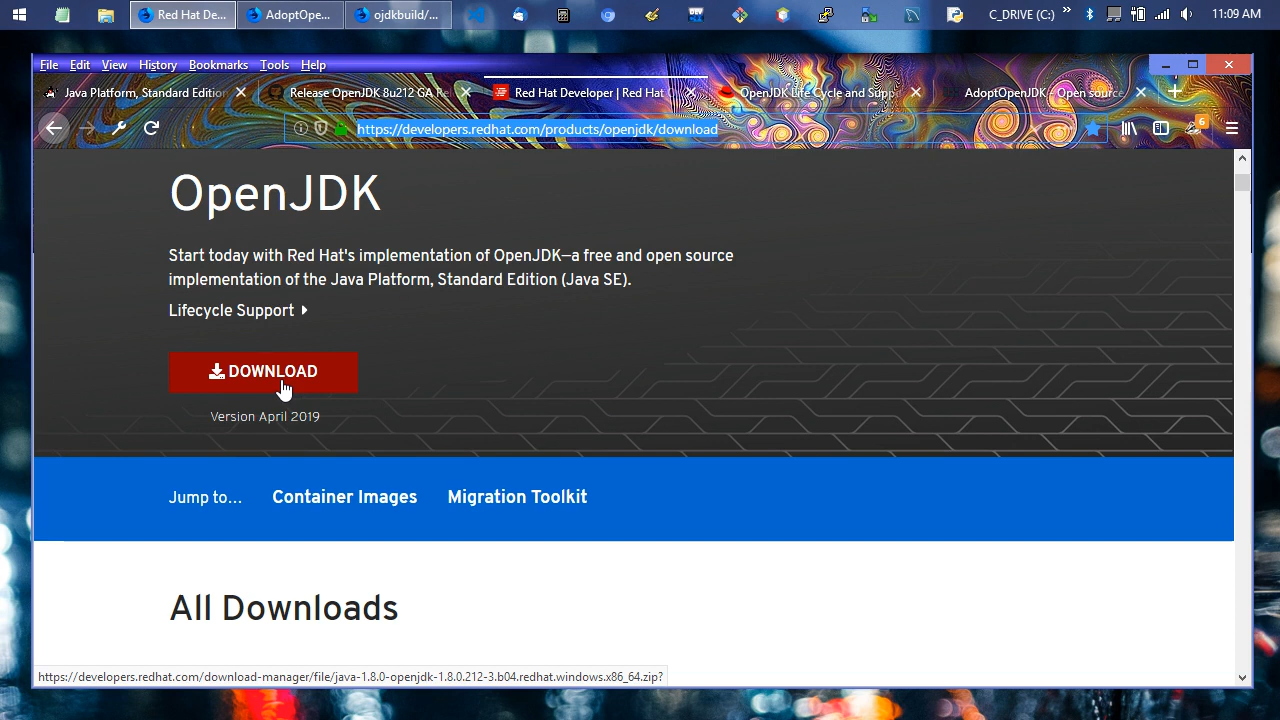 Red Hat De...
AdoptOpe...
ojdkbuild/...
C_DRIVE (C:)
11:09 AM
File Edit View History Bookmarks Tools Help
Java Platform, Standard Edition
Release OpenJDK 8u212 GA Re
Red Hat Developer | Red Hat
OpenJDK Life Cycle and Supp
AdoptOpenJDK - Open source
https://developers.redhat.com/products/openjdk/download
6
OpenJDK
Start today with Red Hat's implementation of OpenJDK—a free and open source
implementation of the Java Platform, Standard Edition (Java SE).
Lifecycle Support
DOWNLOAD
Version April 2019
Jump to... Container Images Migration Toolkit
All Downloads
https://developers.redhat.com/download-manager/file/java-1.8.0-openjdk-1.8.0.212-3.b04.redhat.windows.x86_64.zip?